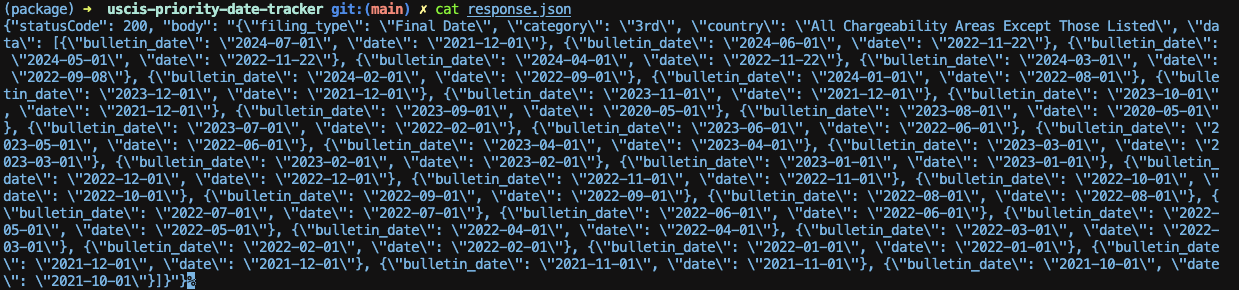 (package) ➜  uscis-priority-date-tracker git:(main) ✗ cat response.json
{"statusCode": 200, "body": "{\"filing_type\": \"Final Date\", \"category\": \"3rd\", \"country\": \"All Chargeability Areas Except Those Listed\", \"da
ta\": [{\"bulletin_date\": \"2024-07-01\", \"date\": \"2021-12-01\"}, {\"bulletin_date\": \"2024-06-01\", \"date\": \"2022-11-22\"}, {\"bulletin_date\":
 \"2024-05-01\", \"date\": \"2022-11-22\"}, {\"bulletin_date\": \"2024-04-01\", \"date\": \"2022-11-22\"}, {\"bulletin_date\": \"2024-03-01\", \"date\":
 \"2022-09-08\"}, {\"bulletin_date\": \"2024-02-01\", \"date\": \"2022-09-01\"}, {\"bulletin_date\": \"2024-01-01\", \"date\": \"2022-08-01\"}, {\"bulle
tin_date\": \"2023-12-01\", \"date\": \"2021-12-01\"}, {\"bulletin_date\": \"2023-11-01\", \"date\": \"2021-12-01\"}, {\"bulletin_date\": \"2023-10-01\"
, \"date\": \"2021-12-01\"}, {\"bulletin_date\": \"2023-09-01\", \"date\": \"2020-05-01\"}, {\"bulletin_date\": \"2023-08-01\", \"date\": \"2020-05-01\"
}, {\"bulletin_date\": \"2023-07-01\", \"date\": \"2022-02-01\"}, {\"bulletin_date\": \"2023-06-01\", \"date\": \"2022-06-01\"}, {\"bulletin_date\": \"2
023-05-01\", \"date\": \"2022-06-01\"}, {\"bulletin_date\": \"2023-04-01\", \"date\": \"2023-04-01\"}, {\"bulletin_date\": \"2023-03-01\", \"date\": \"2
023-03-01\"}, {\"bulletin_date\": \"2023-02-01\", \"date\": \"2023-02-01\"}, {\"bulletin_date\": \"2023-01-01\", \"date\": \"2023-01-01\"}, {\"bulletin_
date\": \"2022-12-01\", \"date\": \"2022-12-01\"}, {\"bulletin_date\": \"2022-11-01\", \"date\": \"2022-11-01\"}, {\"bulletin_date\": \"2022-10-01\", \"
date\": \"2022-10-01\"}, {\"bulletin_date\": \"2022-09-01\", \"date\": \"2022-09-01\"}, {\"bulletin_date\": \"2022-08-01\", \"date\": \"2022-08-01\"}, {
\"bulletin_date\": \"2022-07-01\", \"date\": \"2022-07-01\"}, {\"bulletin_date\": \"2022-06-01\", \"date\": \"2022-06-01\"}, {\"bulletin_date\": \"2022-
05-01\", \"date\": \"2022-05-01\"}, {\"bulletin_date\": \"2022-04-01\", \"date\": \"2022-04-01\"}, {\"bulletin_date\": \"2022-03-01\", \"date\": \"2022-
03-01\"}, {\"bulletin_date\": \"2022-02-01\", \"date\": \"2022-02-01\"}, {\"bulletin_date\": \"2022-01-01\", \"date\": \"2022-01-01\"}, {\"bulletin_date
\": \"2021-12-01\", \"date\": \"2021-12-01\"}, {\"bulletin_date\": \"2021-11-01\", \"date\": \"2021-11-01\"}, {\"bulletin_date\": \"2021-10-01\", \"date
\": \"2021-10-01\"}]}"}%